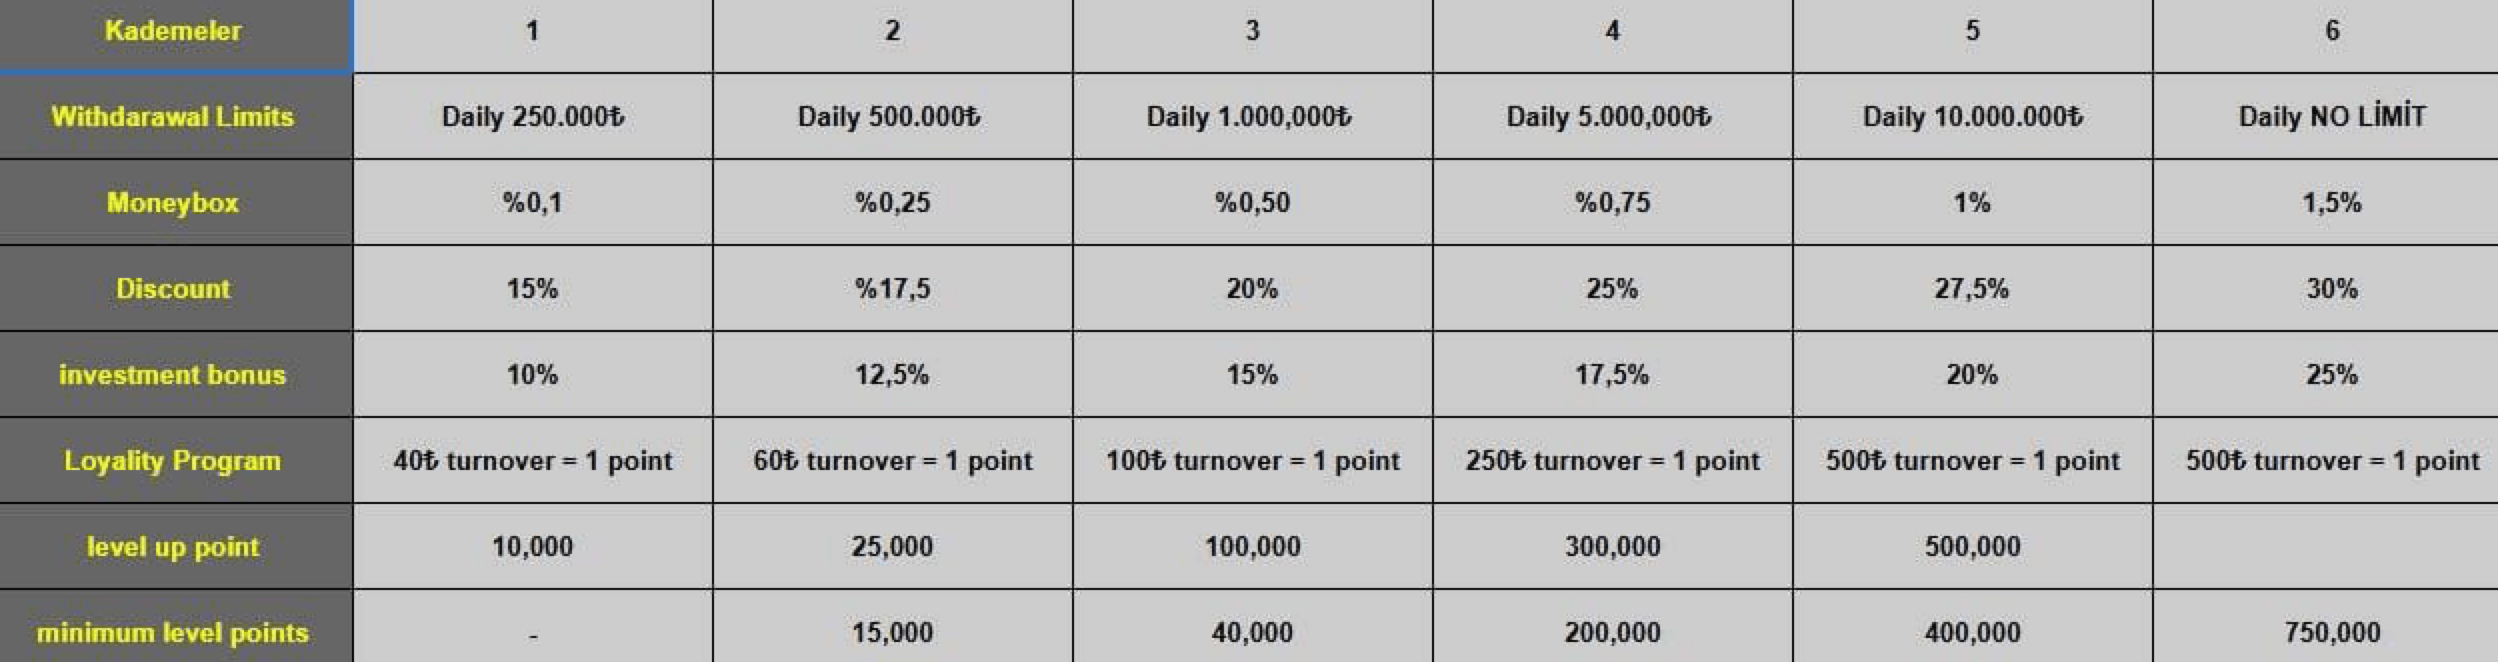 Kademeler 1 2 3 4 5 6
Withdarawal Limits Daily 250.000₺ Daily 500.000₺ Daily 1.000,000₺ Daily 5.000,000₺ Daily 10.000.000₺ Daily NO LİMİT
Moneybox %0,1 %0,25 %0,50 %0,75 1% 1,5%
Discount 15% %17,5 20% 25% 27,5% 30%
investment bonus 10% 12,5% 15% 17,5% 20% 25%
Loyality Program 40₺ turnover = 1 point 60₺ turnover = 1 point 100₺ turnover = 1 point 250₺ turnover = 1 point 500₺ turnover = 1 point 500₺ turnover = 1 point
level up point 10,000 25,000 100,000 300,000 500,000
minimum level points - 15,000 40,000 200,000 400,000 750,000